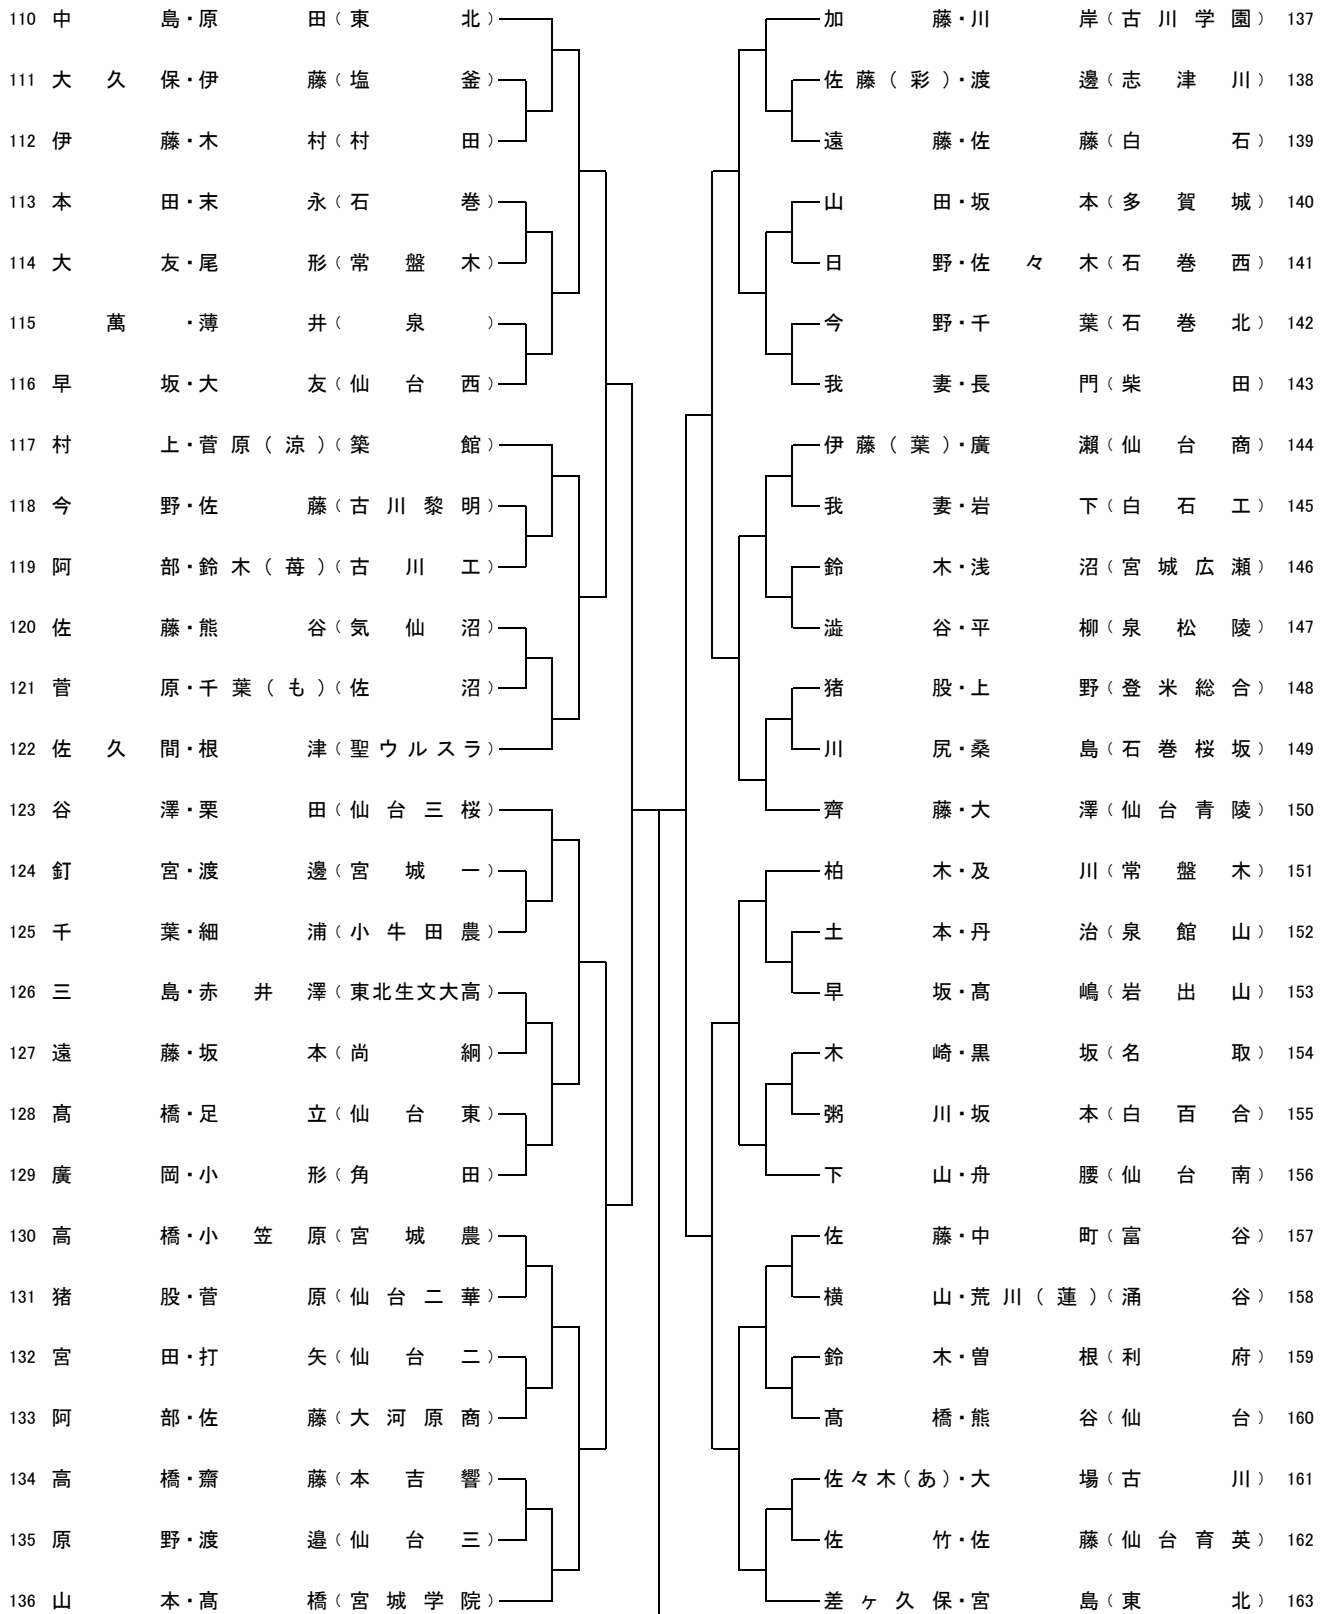 110 中島・原田（東北）
111 大久保・伊藤（塩釜）
112 伊藤・木村（村田）
113 本田・末永（石巻）
114 大友・尾形（常盤木）
115 萬・薄井（泉）
116 早坂・大友（仙台西）
117 村上・菅原（涼）（築館）
118 今野・佐藤（古川黎明）
119 阿部・鈴木（苺）（古川工）
120 佐藤・熊谷（気仙沼）
121 菅原・千葉（も）（佐沼）
122 佐久間・根津（聖ウルスラ）
123 谷澤・栗田（仙台三桜）
124 釘宮・渡邊（宮城一）
125 千葉・細浦（小牛田農）
126 三島・赤井澤（東北生文大高）
127 遠藤・坂本（尚絅）
128 髙橋・足立（仙台東）
129 廣岡・小形（角田）
130 高橋・小笠原（宮城農）
131 猪股・菅原（仙台二華）
132 宮田・打矢（仙台二）
133 阿部・佐藤（大河原商）
134 高橋・齋藤（本吉響）
135 原野・渡邉（仙台三）
136 山本・髙橋（宮城学院）
加藤・川岸（古川学園） 137
佐藤（彩）・渡邊（志津川） 138
遠藤・佐藤（白石） 139
山田・坂本（多賀城） 140
日野・佐々木（石巻西） 141
今野・千葉（石巻北） 142
我妻・長門（柴田） 143
伊藤（葉）・廣瀬（仙台商） 144
我妻・岩下（白石工） 145
鈴木・浅沼（宮城広瀬） 146
澁谷・平柳（泉松陵） 147
猪股・上野（登米総合） 148
川尻・桑島（石巻桜坂） 149
齊藤・大澤（仙台青陵） 150
柏木・及川（常盤木） 151
土本・丹治（泉館山） 152
早坂・髙嶋（岩出山） 153
木崎・黒坂（名取） 154
粥川・坂本（白百合） 155
下山・舟腰（仙台南） 156
佐藤・中町（富谷） 157
横山・荒川（蓮）（涌谷） 158
鈴木・曽根（利府） 159
髙橋・熊谷（仙台） 160
佐々木（あ）・大場（古川） 161
佐竹・佐藤（仙台育英） 162
差ヶ久保・宮島（東北） 163